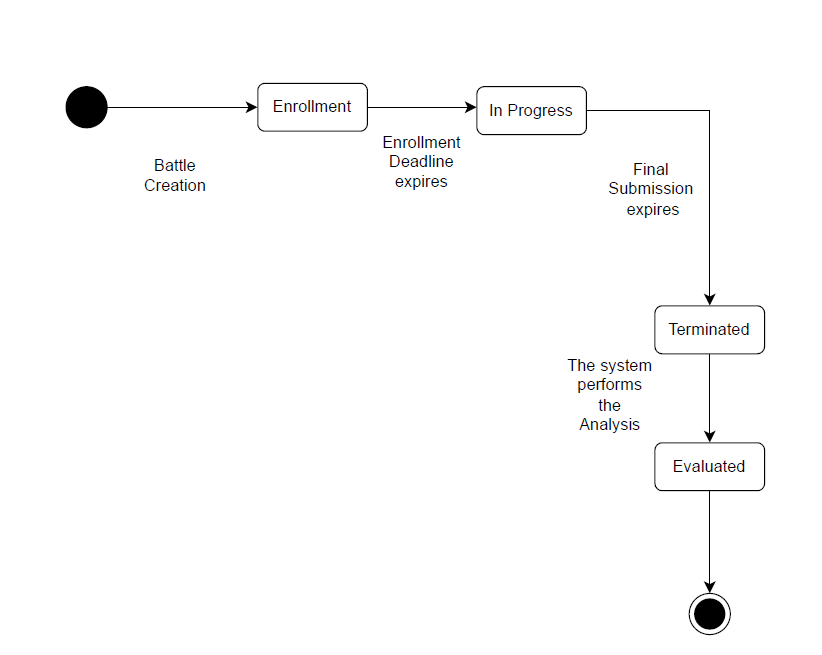 Enrollment
In Progress
Battle
Creation
Enrollment
Deadline
expires
Final
Submission
expires
Terminated
The system
performs
the
Analysis
Evaluated